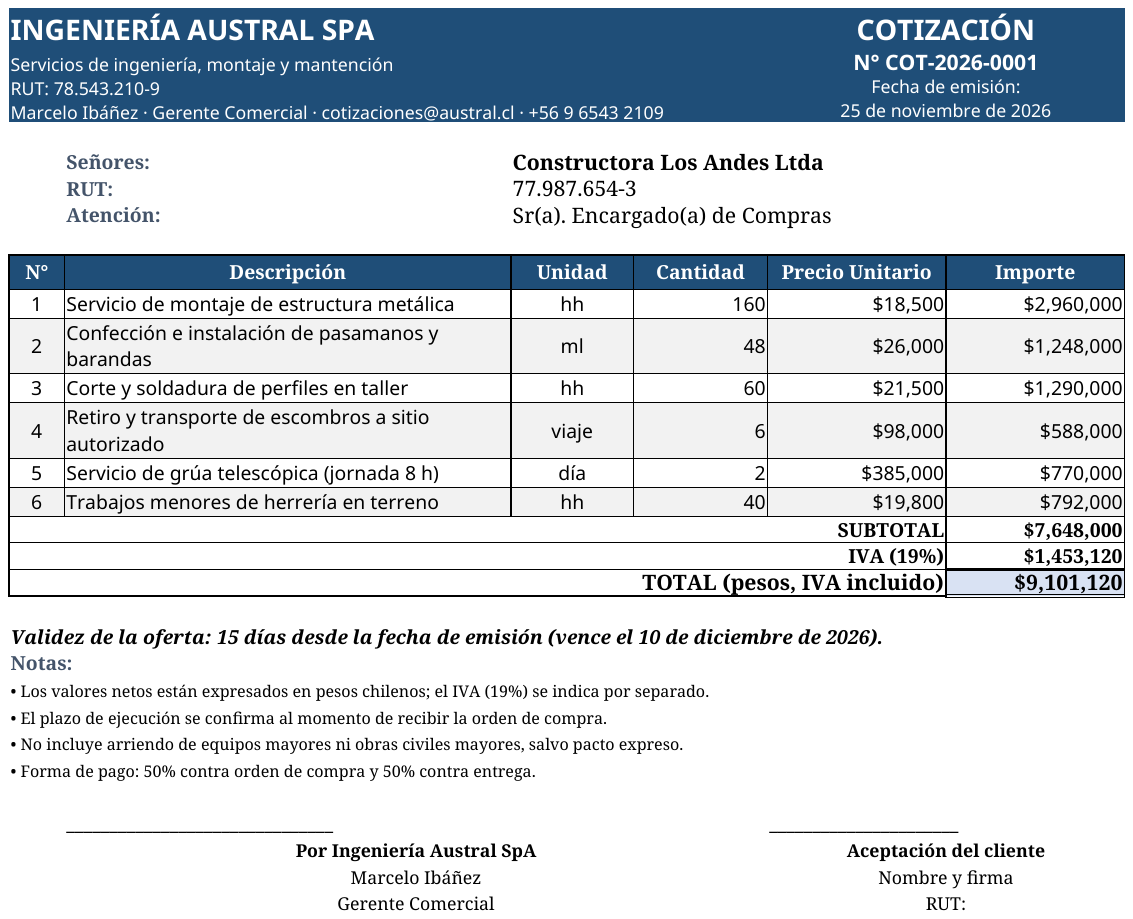 INGENIERÍA AUSTRAL SPA
COTIZACIÓN
Servicios de ingeniería, montaje y mantención
N° COT-2026-0001
RUT: 78.543.210-9
Fecha de emisión:
Marcelo Ibáñez · Gerente Comercial · cotizaciones@austral.cl · +56 9 6543 2109
25 de noviembre de 2026
Señores: Constructora Los Andes Ltda
RUT: 77.987.654-3
Atención: Sr(a). Encargado(a) de Compras
N° Descripción Unidad Cantidad Precio Unitario Importe
1 Servicio de montaje de estructura metálica hh 160 $18,500 $2,960,000
2 Confección e instalación de pasamanos y
barandas ml 48 $26,000 $1,248,000
3 Corte y soldadura de perfiles en taller hh 60 $21,500 $1,290,000
4 Retiro y transporte de escombros a sitio
autorizado viaje 6 $98,000 $588,000
5 Servicio de grúa telescópica (jornada 8 h) día 2 $385,000 $770,000
6 Trabajos menores de herrería en terreno hh 40 $19,800 $792,000
SUBTOTAL $7,648,000
IVA (19%) $1,453,120
TOTAL (pesos, IVA incluido) $9,101,120
Validez de la oferta: 15 días desde la fecha de emisión (vence el 10 de diciembre de 2026).
Notas:
• Los valores netos están expresados en pesos chilenos; el IVA (19%) se indica por separado.
• El plazo de ejecución se confirma al momento de recibir la orden de compra.
• No incluye arriendo de equipos mayores ni obras civiles mayores, salvo pacto expreso.
• Forma de pago: 50% contra orden de compra y 50% contra entrega.
Por Ingeniería Austral SpA
Aceptación del cliente
Marcelo Ibáñez
Nombre y firma
Gerente Comercial
RUT: